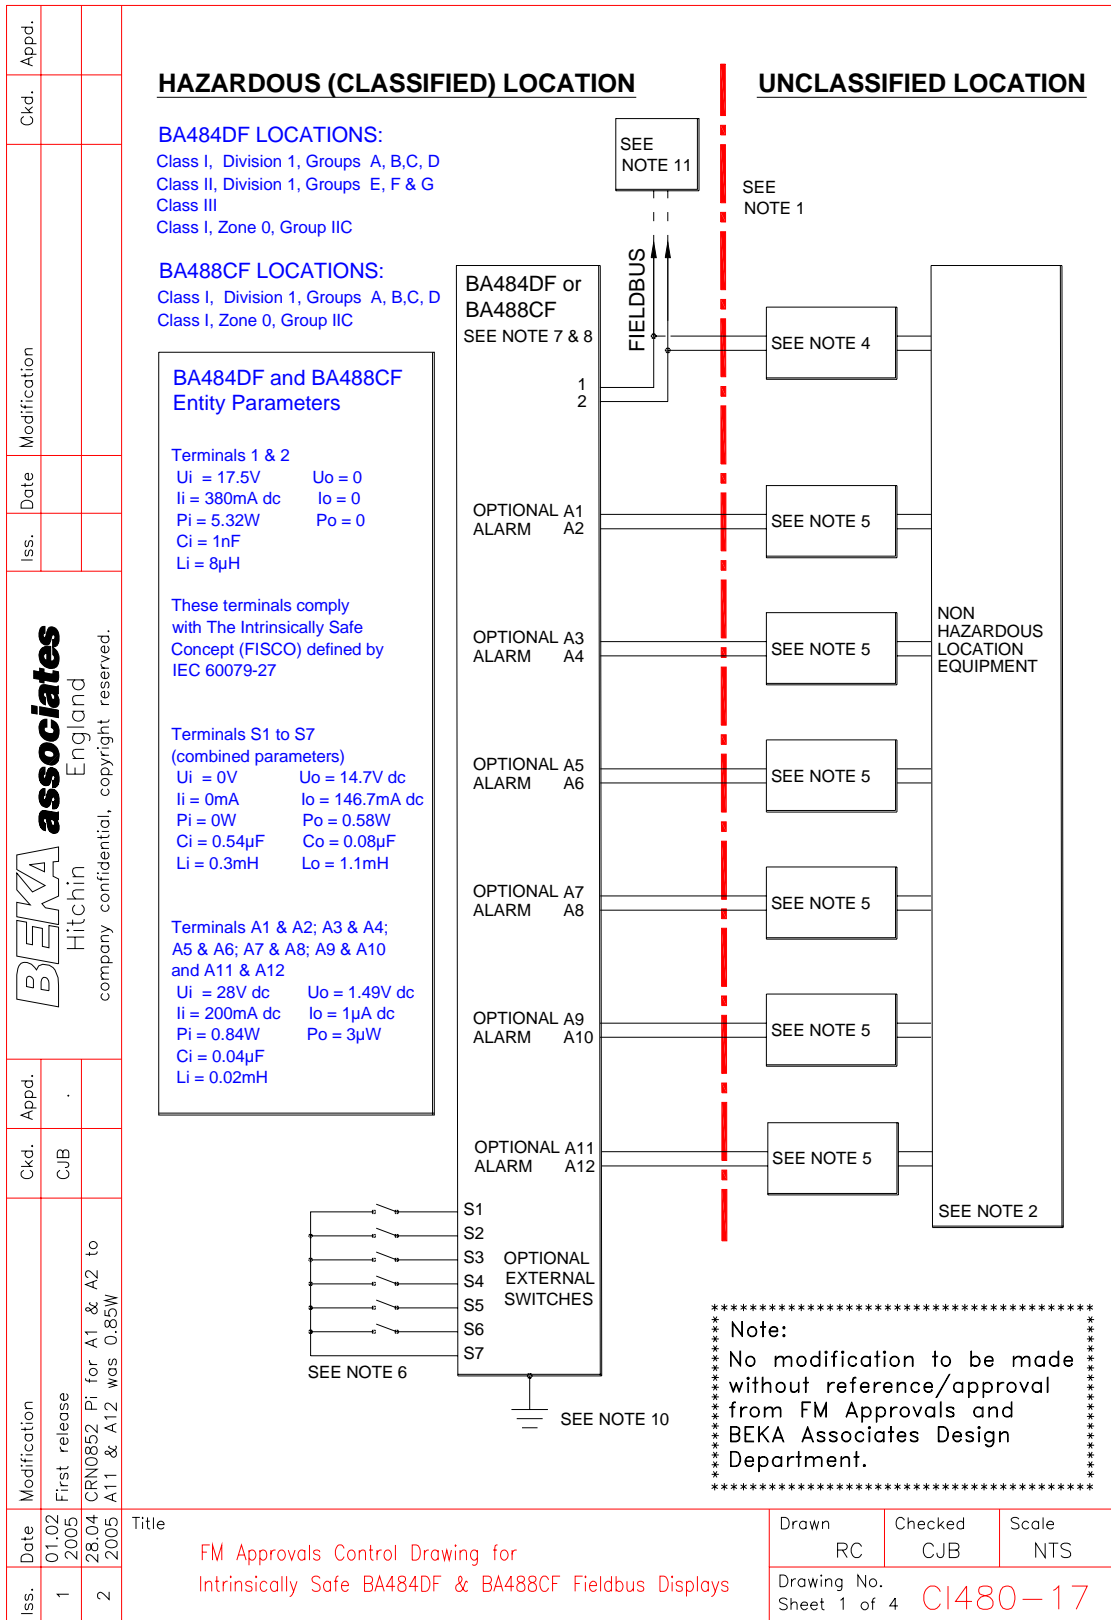 HAZARDOUS (CLASSIFIED) LOCATION
UNCLASSIFIED LOCATION
BA484DF LOCATIONS:
Class I, Division 1, Groups A, B,C, D
Class II, Division 1, Groups E, F & G
Class III
Class I, Zone 0, Group IIC
BA488CF LOCATIONS:
Class I, Division 1, Groups A, B,C, D
Class I, Zone 0, Group IIC
BA484DF and BA488CF
Entity Parameters
Terminals 1 & 2
Ui = 17.5V Uo = 0
Ii = 380mA dc Io = 0
Pi = 5.32W Po = 0
Ci = 1nF
Li = 8µH
These terminals comply
with The Intrinsically Safe
Concept (FISCO) defined by
IEC 60079-27
Terminals S1 to S7
(combined parameters)
Ui = 0V Uo = 14.7V dc
Ii = 0mA Io = 146.7mA dc
Pi = 0W Po = 0.58W
Ci = 0.54µF Co = 0.08µF
Li = 0.3mH Lo = 1.1mH
Terminals A1 & A2; A3 & A4;
A5 & A6; A7 & A8; A9 & A10
and A11 & A12
Ui = 28V dc Uo = 1.49V dc
Ii = 200mA dc Io = 1µA dc
Pi = 0.84W Po = 3µW
Ci = 0.04µF
Li = 0.02mH
SEE
NOTE 11
SEE
NOTE 1
FIELDBUS
BA484DF or
BA488CF
SEE NOTE 7 & 8
1
2
SEE NOTE 4
OPTIONAL A1
ALARM A2
SEE NOTE 5
OPTIONAL A3
ALARM A4
SEE NOTE 5
OPTIONAL A5
ALARM A6
SEE NOTE 5
OPTIONAL A7
ALARM A8
SEE NOTE 5
OPTIONAL A9
ALARM A10
SEE NOTE 5
OPTIONAL A11
ALARM A12
SEE NOTE 5
NON
HAZARDOUS
LOCATION
EQUIPMENT
SEE NOTE 2
S1
S2
S3
S4
S5
S6
S7
OPTIONAL
EXTERNAL
SWITCHES
SEE NOTE 6
SEE NOTE 10
****************************************
Note:
No modification to be made
without reference/approval
from FM Approvals and
BEKA Associates Design
Department.
****************************************
Iss. Date Modification Ckd. Appd.
BEKA associates
Hitchin England
company confidential, copyright reserved.
Iss. Date Modification Ckd. Appd.
1 01.02 2005 First release CJB .
2 28.04 2005 CRN0852 Pi for A1 & A2 to
A11 & A12 was 0.85W
Title
FM Approvals Control Drawing for
Intrinsically Safe BA484DF & BA488CF Fieldbus Displays
Drawn
RC
Checked
CJB
Scale
NTS
Drawing No.
Sheet 1 of 4
CI480-17